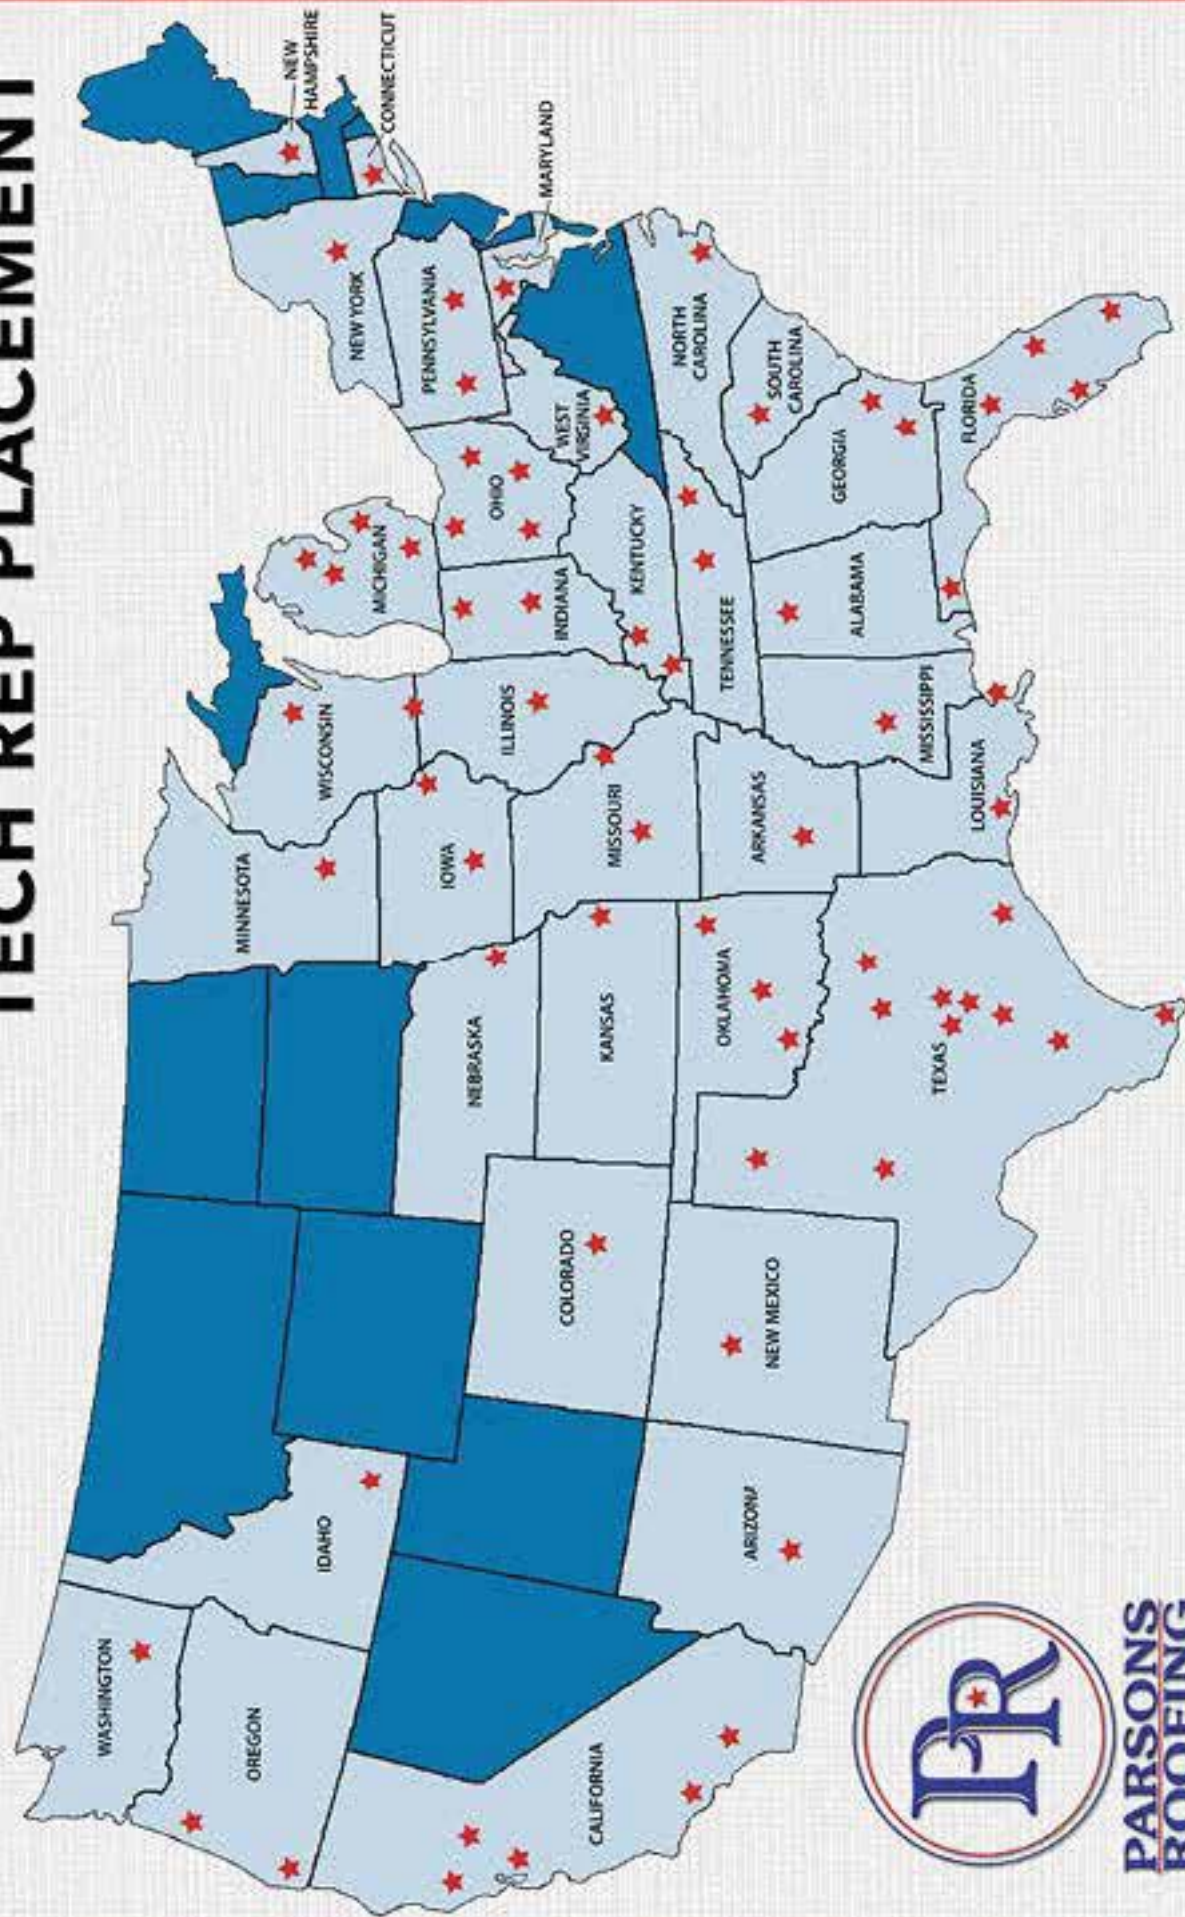 TECH REP PLACEMENT
WASHINGTON
OREGON
CALIFORNIA
IDAHO
ARIZONA
NEW MEXICO
COLORADO
NEBRASKA
KANSAS
OKLAHOMA
TEXAS
MINNESOTA
IOWA
MISSOURI
ARKANSAS
LOUISIANA
WISCONSIN
ILLINOIS
MISSISSIPPI
MICHIGAN
INDIANA
KENTUCKY
TENNESSEE
ALABAMA
OHIO
WEST
VIRGINIA
GEORGIA
FLORIDA
NEW YORK
PENNSYLVANIA
NORTH
CAROLINA
SOUTH
CAROLINA
NEW
HAMPSHIRE
CONNECTICUT
MARYLAND
PR
PARSONS
ROOFING